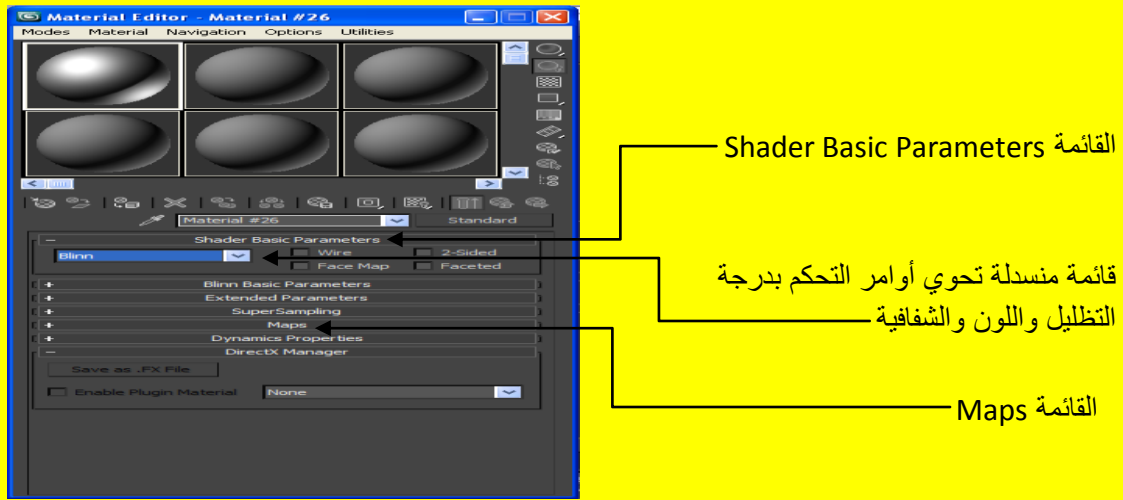 Material Editor - Material #26
Modes Material Navigation Options Utilities
Material #26 Standard
Shader Basic Parameters
Blinn Wire 2-Sided
Face Map Faceted
Blinn Basic Parameters
Extended Parameters
SuperSampling
Maps
Dynamics Properties
DirectX Manager
Save as .FX File
Enable Plugin Material None
القائمة Shader Basic Parameters
قائمة منسدلة تحوي أوامر التحكم بدرجة
التظليل واللون والشفافية
القائمة Maps